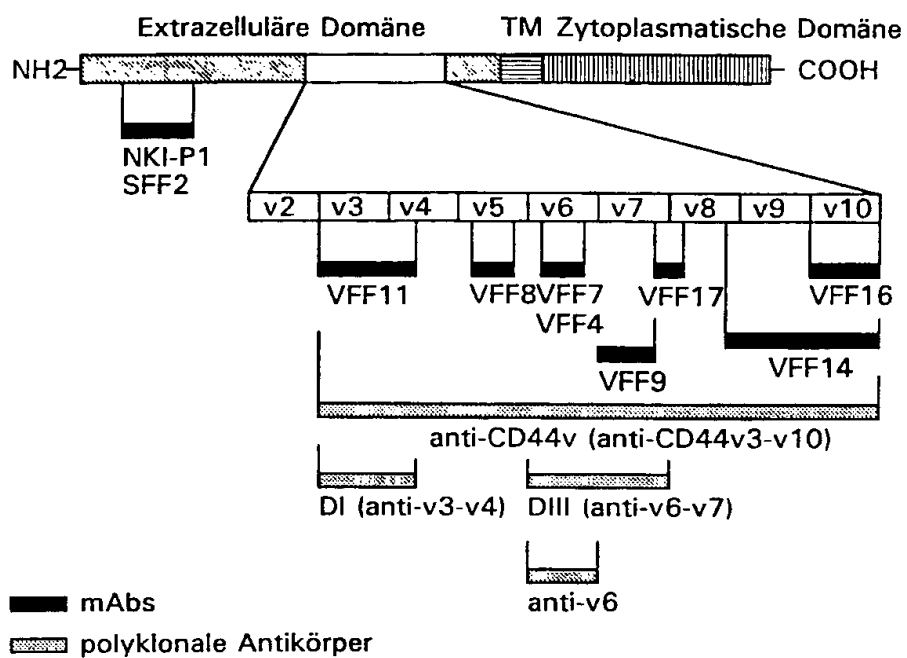 Extrazelluläre Domäne TM Zytoplasmatische Domäne
NH2 COOH
NKI-P1
SFF2
v2 v3 v4 v5 v6 v7 v8 v9 v10
VFF11 VFF8 VFF7 VFF17 VFF16
VFF4
VFF9 VFF14
anti-CD44v (anti-CD44v3-v10)
DI (anti-v3-v4) DIII (anti-v6-v7)
anti-v6
mAbs
polyklonale Antikörper